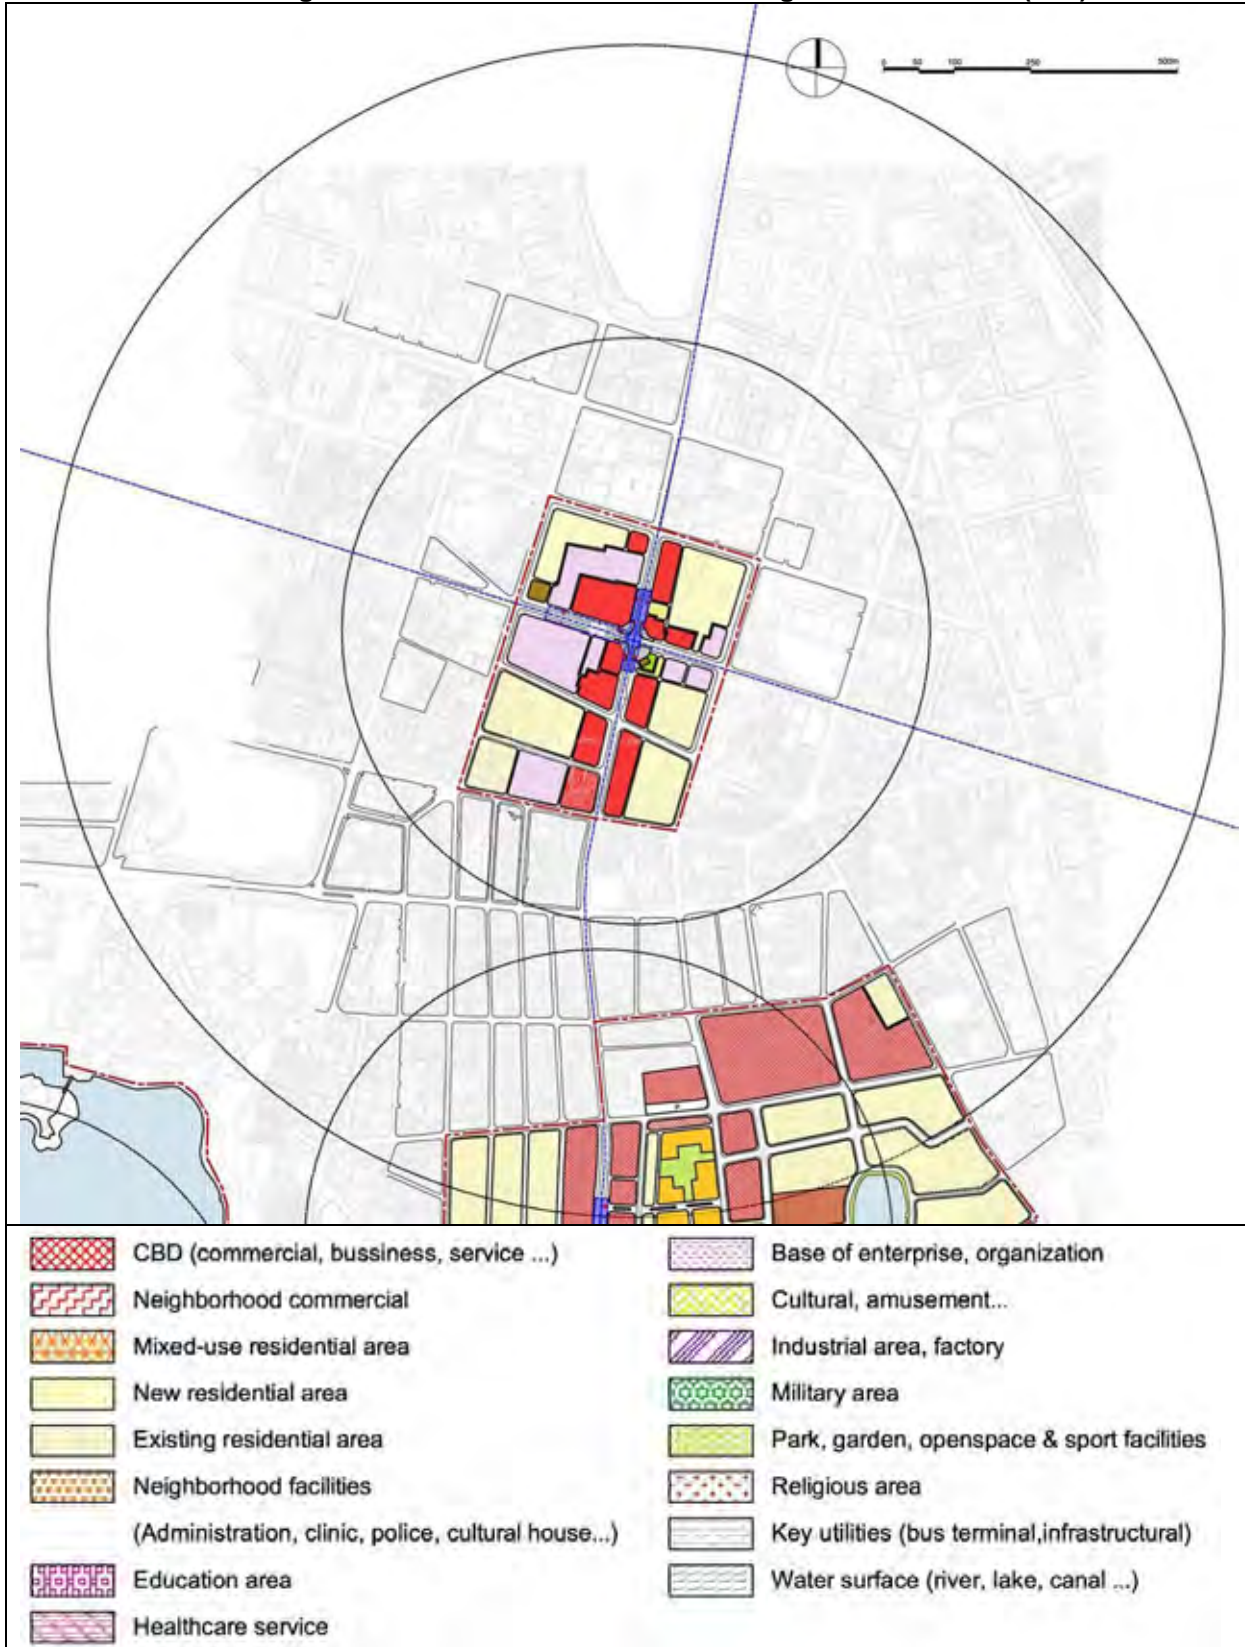 0 50 100 250 500m
P
CBD (commercial, bussiness, service ...)
Neighborhood commercial
Mixed-use residential area
New residential area
Existing residential area
Neighborhood facilities
(Administration, clinic, police, cultural house...)
Education area
Healthcare service
Base of enterprise, organization
Cultural, amusement...
Industrial area, factory
Military area
Park, garden, openspace & sport facilities
Religious area
Key utilities (bus terminal,infrastructural)
Water surface (river, lake, canal ...)